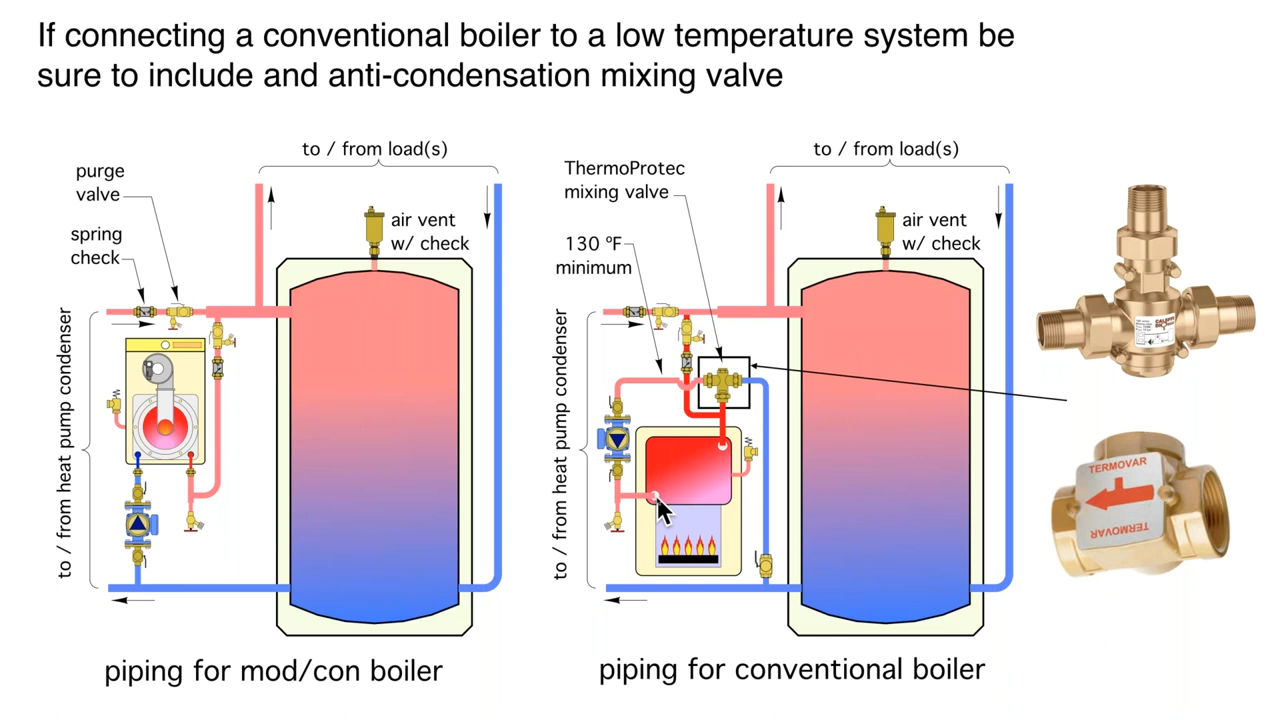 If connecting a conventional boiler to a low temperature system be
sure to include and anti-condensation mixing valve
to / from load(s)
purge
valve
spring
check
air vent
w/ check
to / from heat pump condenser
piping for mod/con boiler
to / from load(s)
ThermoProtec
mixing valve
130 ºF
minimum
air vent
w/ check
to / from heat pump condenser
piping for conventional boiler
CALEFFI
TERMOVAR
TERMOVAR